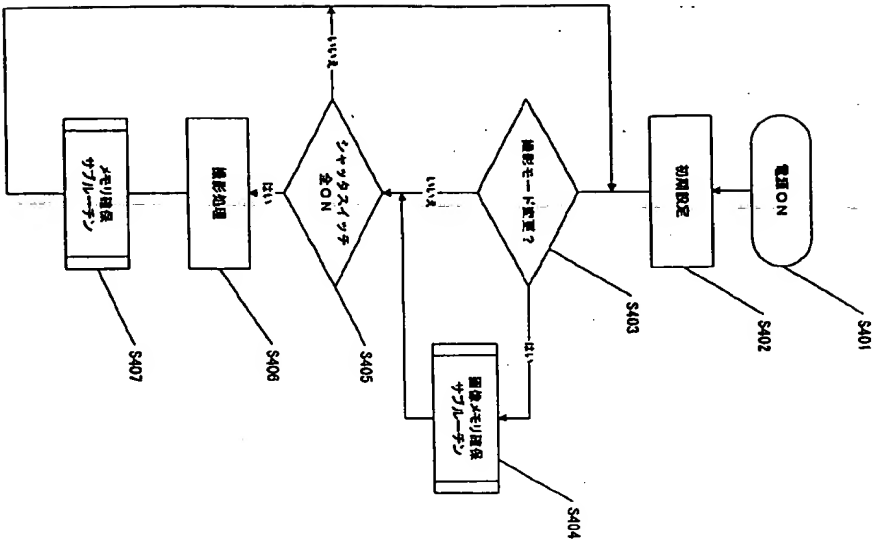 電源ON
S401
初期設定
S402
撮影モード変更?
S403
はい
いいえ
画像メモリ確保
サブルーチン
S404
シャッタスイッチ
全ON
S405
いいえ
はい
撮影処理
S406
メモリ確保
サブルーチン
S407